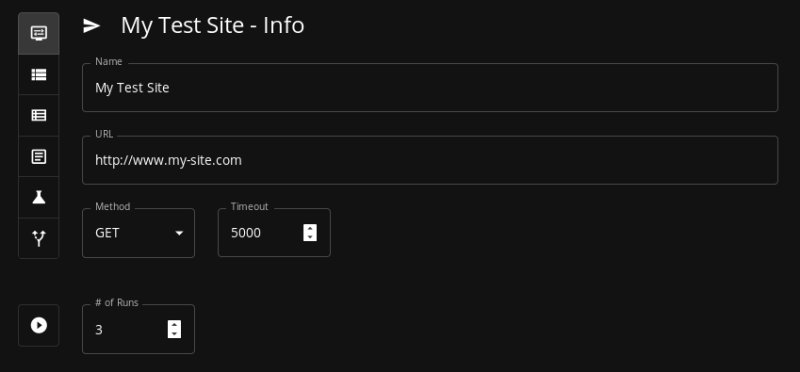 My Test Site - Info
Name
My Test Site
URL
http://www.my-site.com
Method
Timeout
GET
5000
# of Runs
3